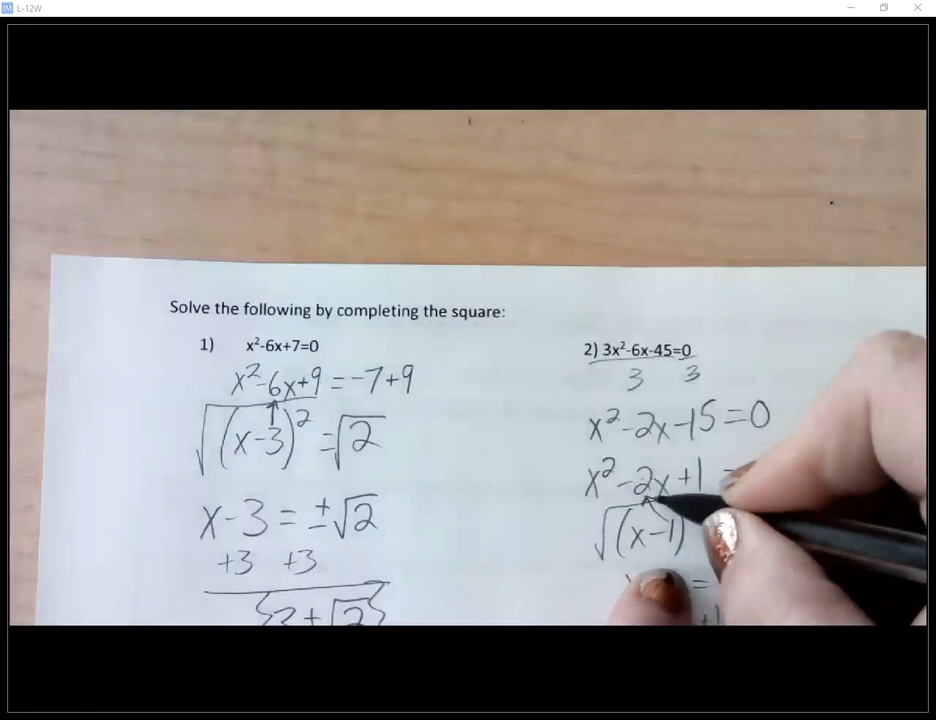 L-12W
Solve the following by completing the square:
1) x²-6x+7=0
x²-6x+9=-7+9
√(x-3)²=√2
x-3=±√2
+3 +3
{3±√2}
2) 3x²-6x-45=0
3 3
x²-2x-15=0
x²-2x+1
√(x-1)
=